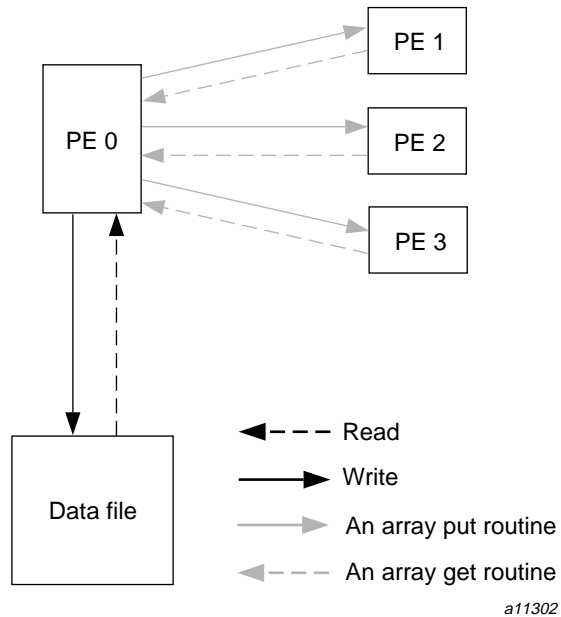 PE 1
PE 0
PE 2
PE 3
Data file
Read
Write
An array put routine
An array get routine
a11302